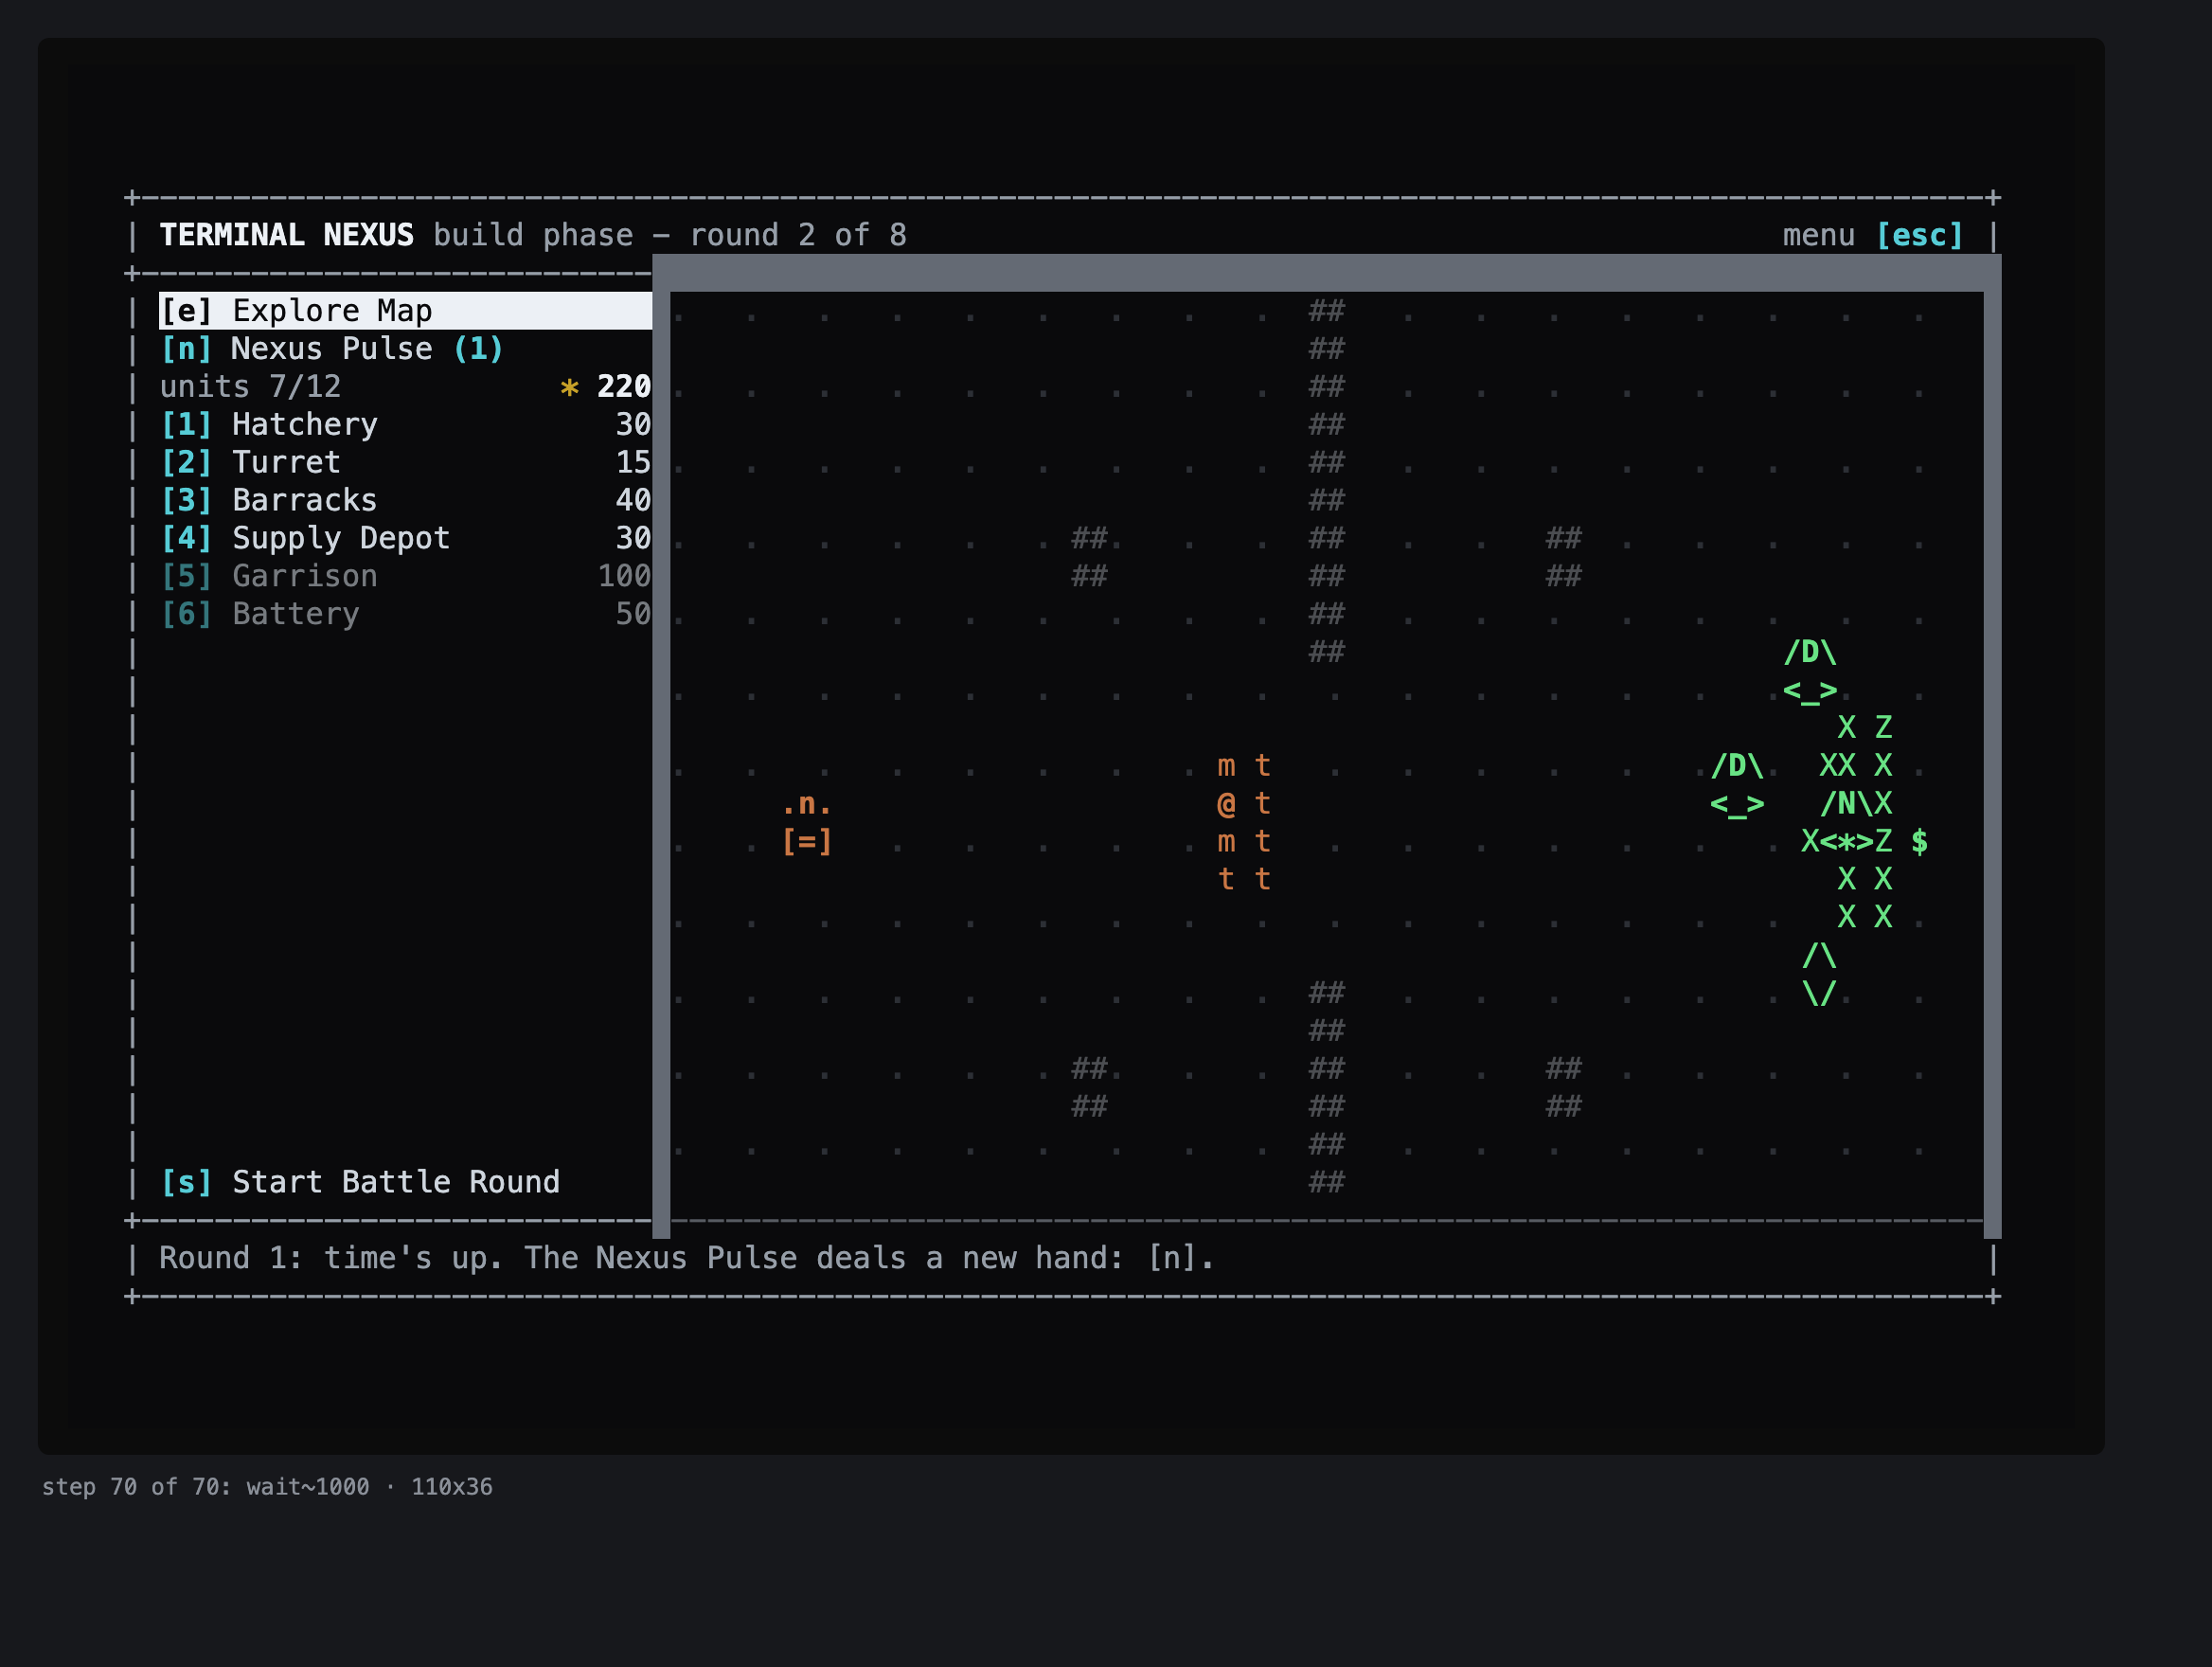 TERMINAL NEXUS build phase — round 2 of 8 menu [esc]
[e] Explore Map
[n] Nexus Pulse (1)
units 7/12 * 220
[1] Hatchery 30
[2] Turret 15
[3] Barracks 40
[4] Supply Depot 30
[5] Garrison 100
[6] Battery 50
/D\
<_>
X Z
m t /D\ XX X
.n. @ t <_> /N\X
[=] m t X<*>Z $
t t X X
X X
/\
\/
[s] Start Battle Round
Round 1: time's up. The Nexus Pulse deals a new hand: [n].
step 70 of 70: wait~1000 · 110x36